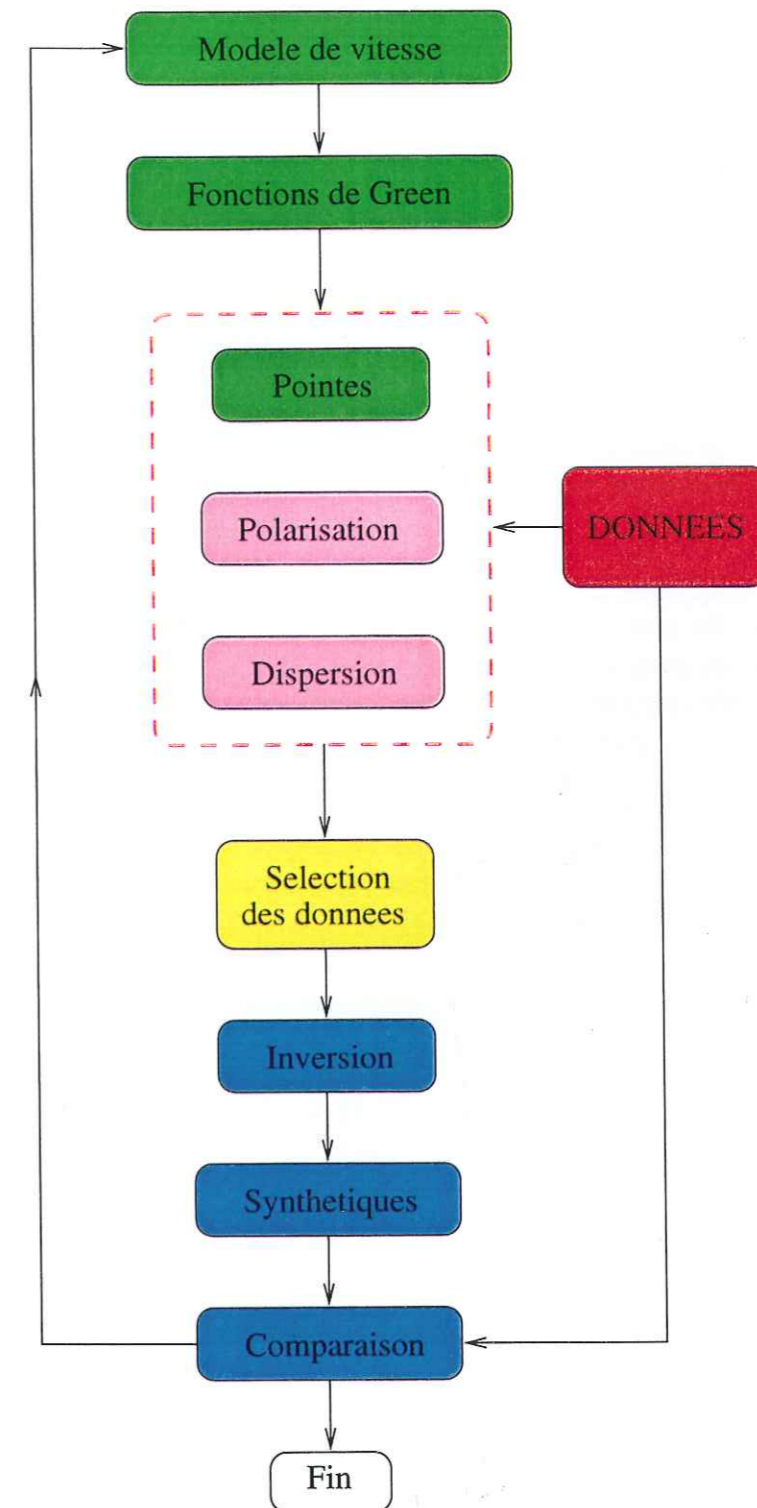 Modele de vitesse
Fonctions de Green
Pointes
Polarisation
DONNEES
Dispersion
Selection
des donnees
Inversion
Synthetiques
Comparaison
Fin